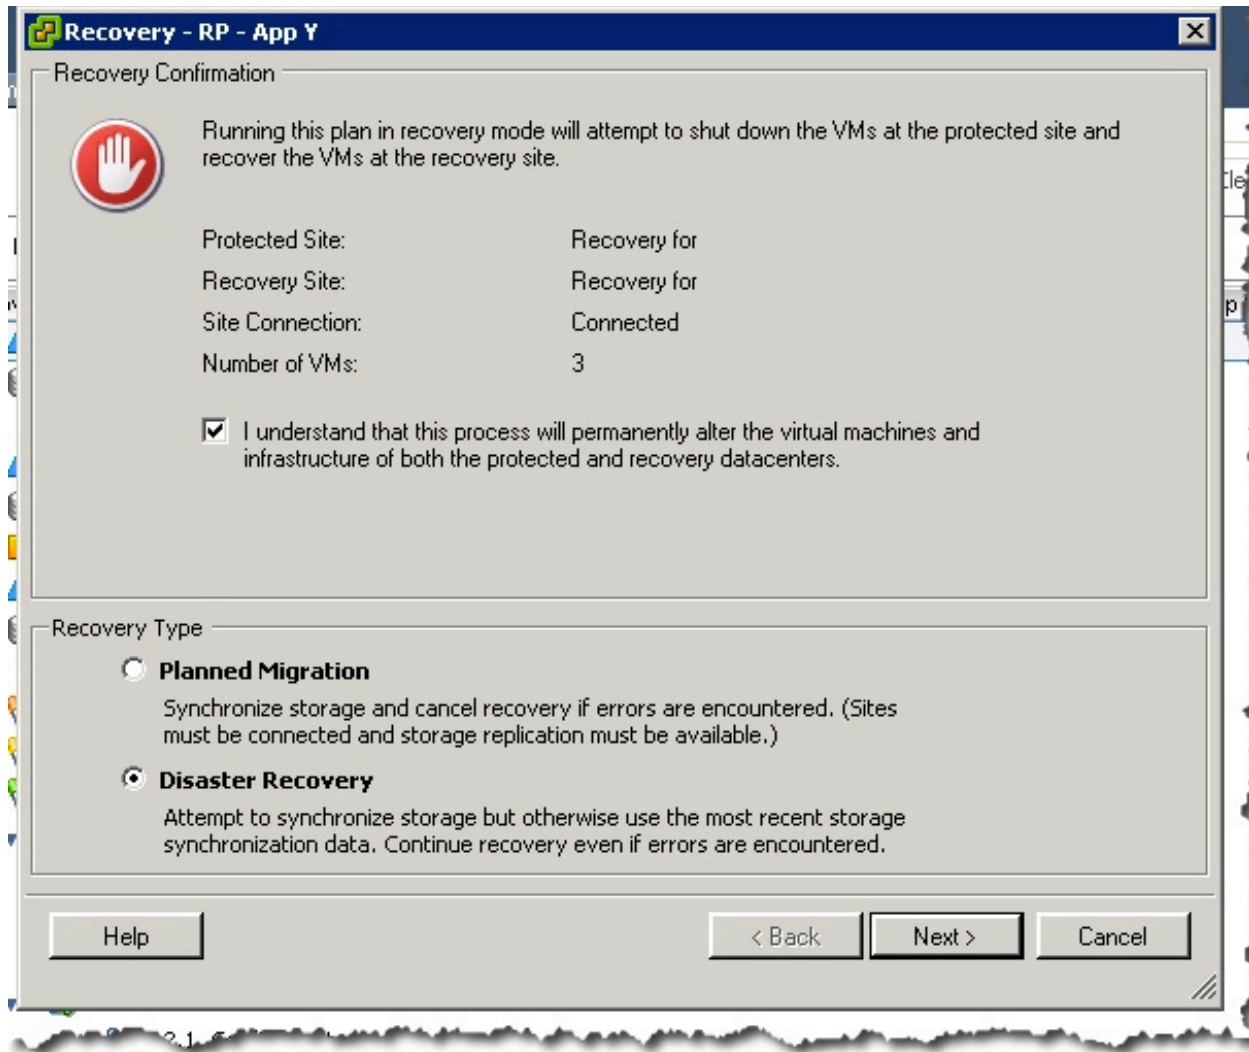 Recovery - RP - App Y
Recovery Confirmation
Running this plan in recovery mode will attempt to shut down the VMs at the protected site and
recover the VMs at the recovery site.
Protected Site: Recovery for
Recovery Site: Recovery for
Site Connection: Connected
Number of VMs: 3
I understand that this process will permanently alter the virtual machines and
infrastructure of both the protected and recovery datacenters.
Recovery Type
Planned Migration
Synchronize storage and cancel recovery if errors are encountered. (Sites
must be connected and storage replication must be available.)
Disaster Recovery
Attempt to synchronize storage but otherwise use the most recent storage
synchronization data. Continue recovery even if errors are encountered.
Help < Back Next > Cancel